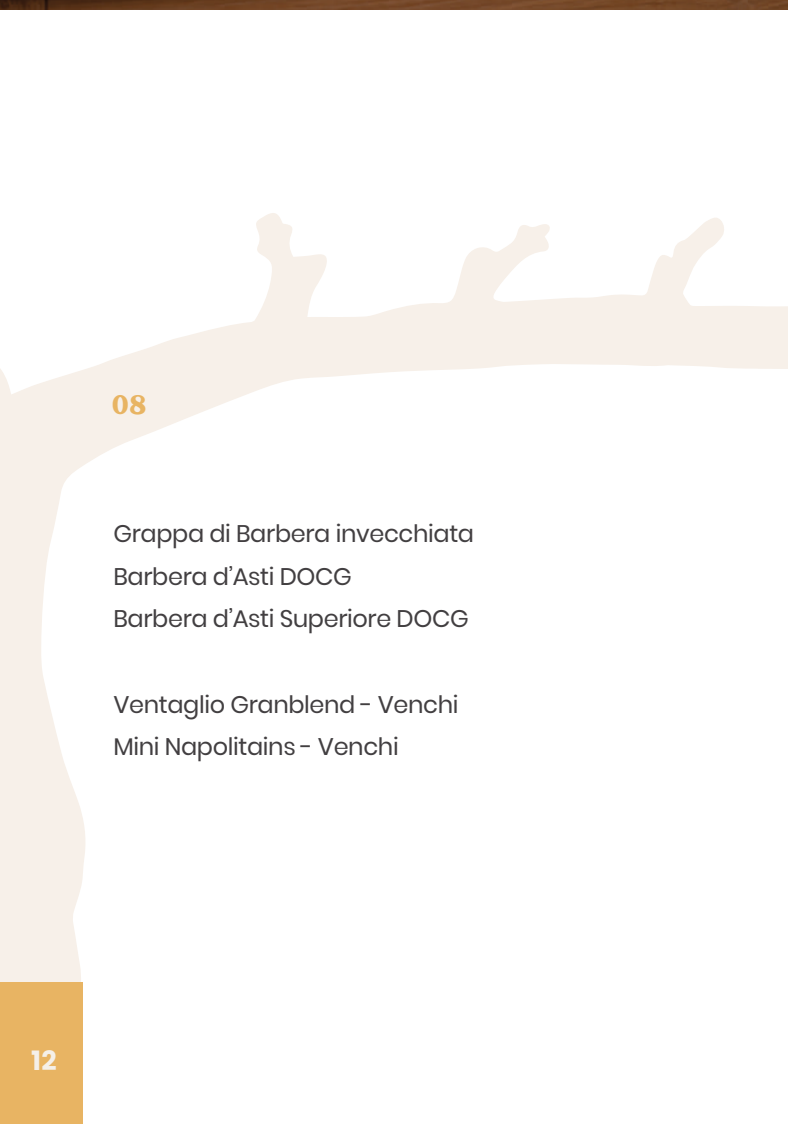 08
Grappa di Barbera invecchiata
Barbera d’Asti DOCG
Barbera d’Asti Superiore DOCG
Ventaglio Granblend - Venchi
Mini Napolitains - Venchi
12